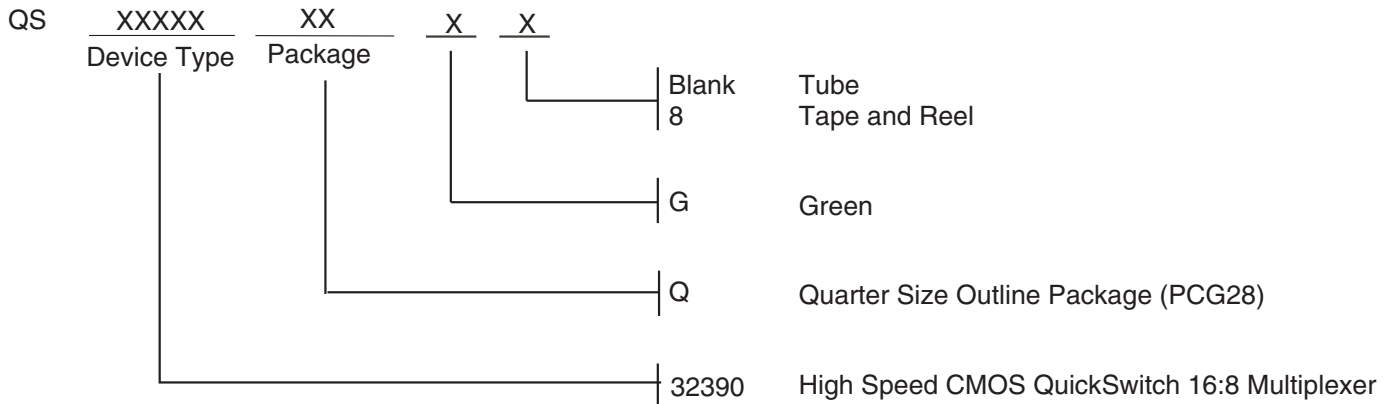 QS XXXXX XX X X
Device Type Package
Blank Tube
8 Tape and Reel
G Green
Q Quarter Size Outline Package (PCG28)
32390 High Speed CMOS QuickSwitch 16:8 Multiplexer